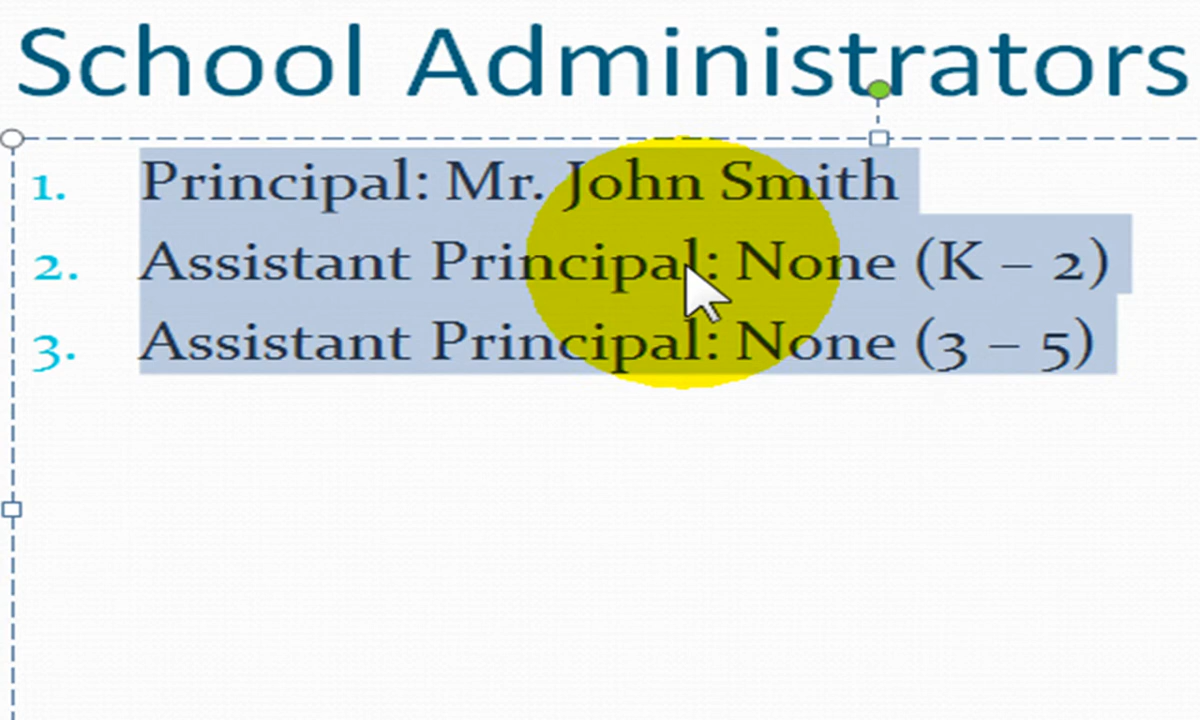 School Administrators
1. Principal: Mr. John Smith
2. Assistant Principal: None (K – 2)
3. Assistant Principal: None (3 – 5)